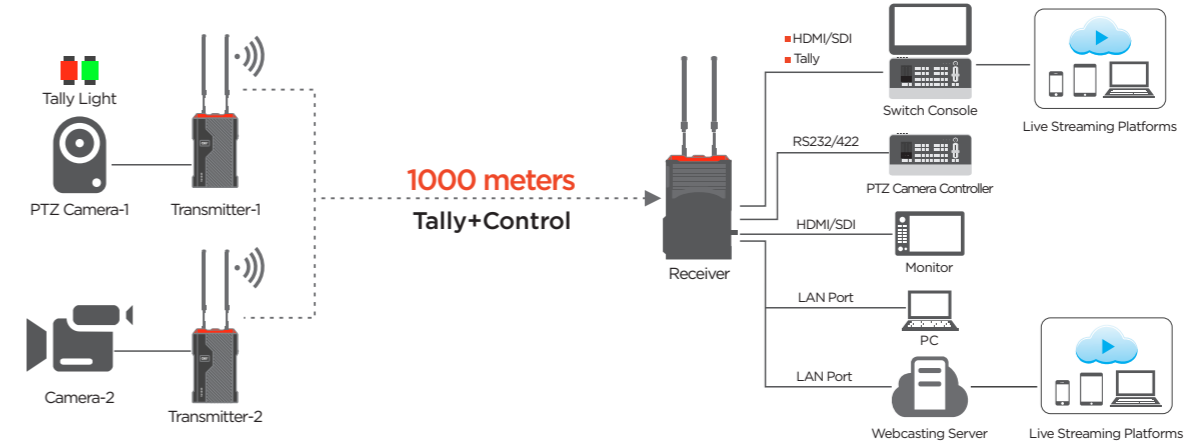 Tally Light
PTZ Camera-1
Transmitter-1
Camera-2
Transmitter-2
1000 meters
Tally+Control
Receiver
HDMI/SDI
Tally
Switch Console
Live Streaming Platforms
RS232/422
PTZ Camera Controller
HDMI/SDI
Monitor
LAN Port
PC
LAN Port
Webcasting Server
Live Streaming Platforms